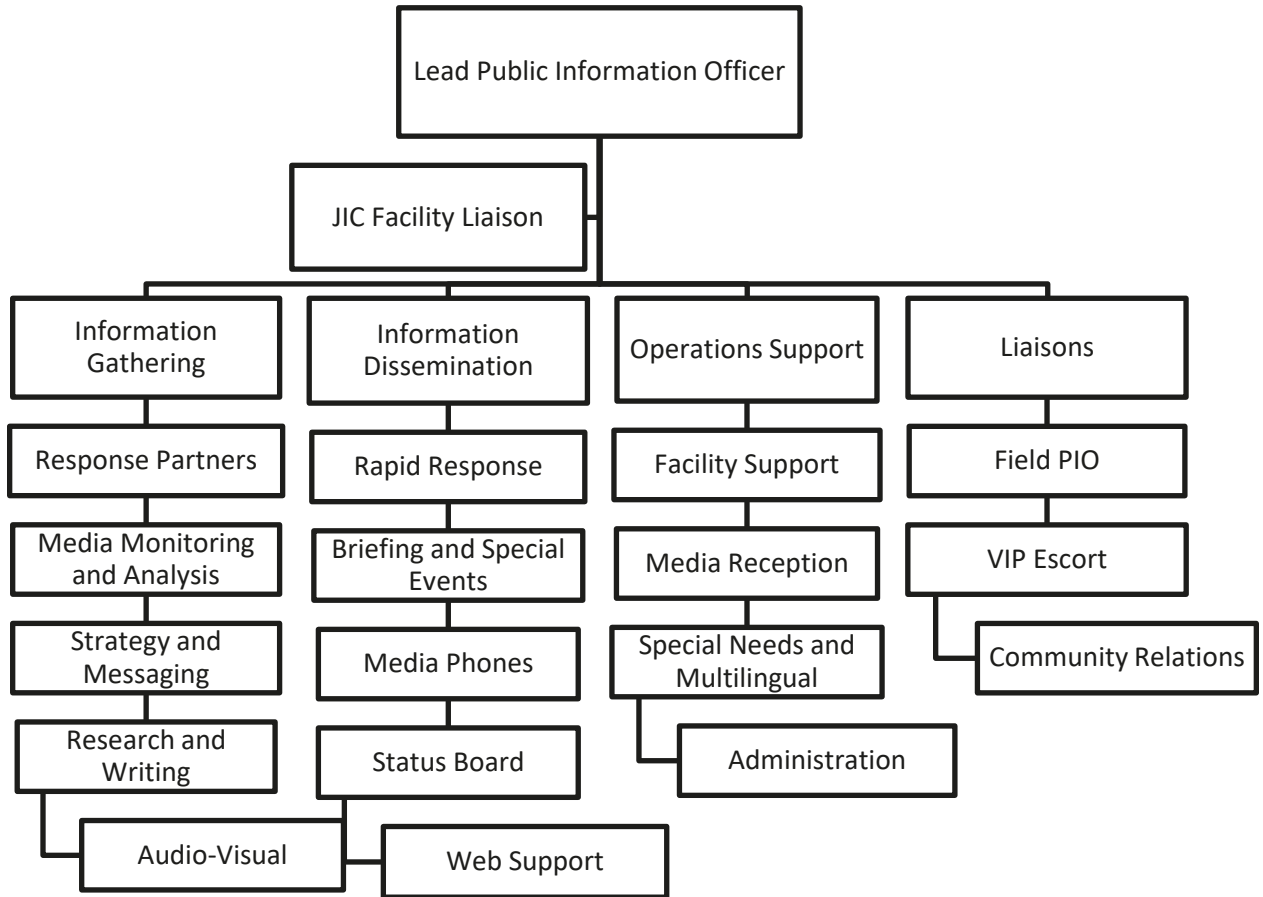 Lead Public Information Officer
JIC Facility Liaison
Information
Gathering
Response Partners
Media Monitoring
and Analysis
Strategy and
Messaging
Research and
Writing
Audio-Visual
Information
Dissemination
Rapid Response
Briefing and Special
Events
Media Phones
Status Board
Web Support
Operations Support
Facility Support
Media Reception
Special Needs and
Multilingual
Administration
Liaisons
Field PIO
VIP Escort
Community Relations